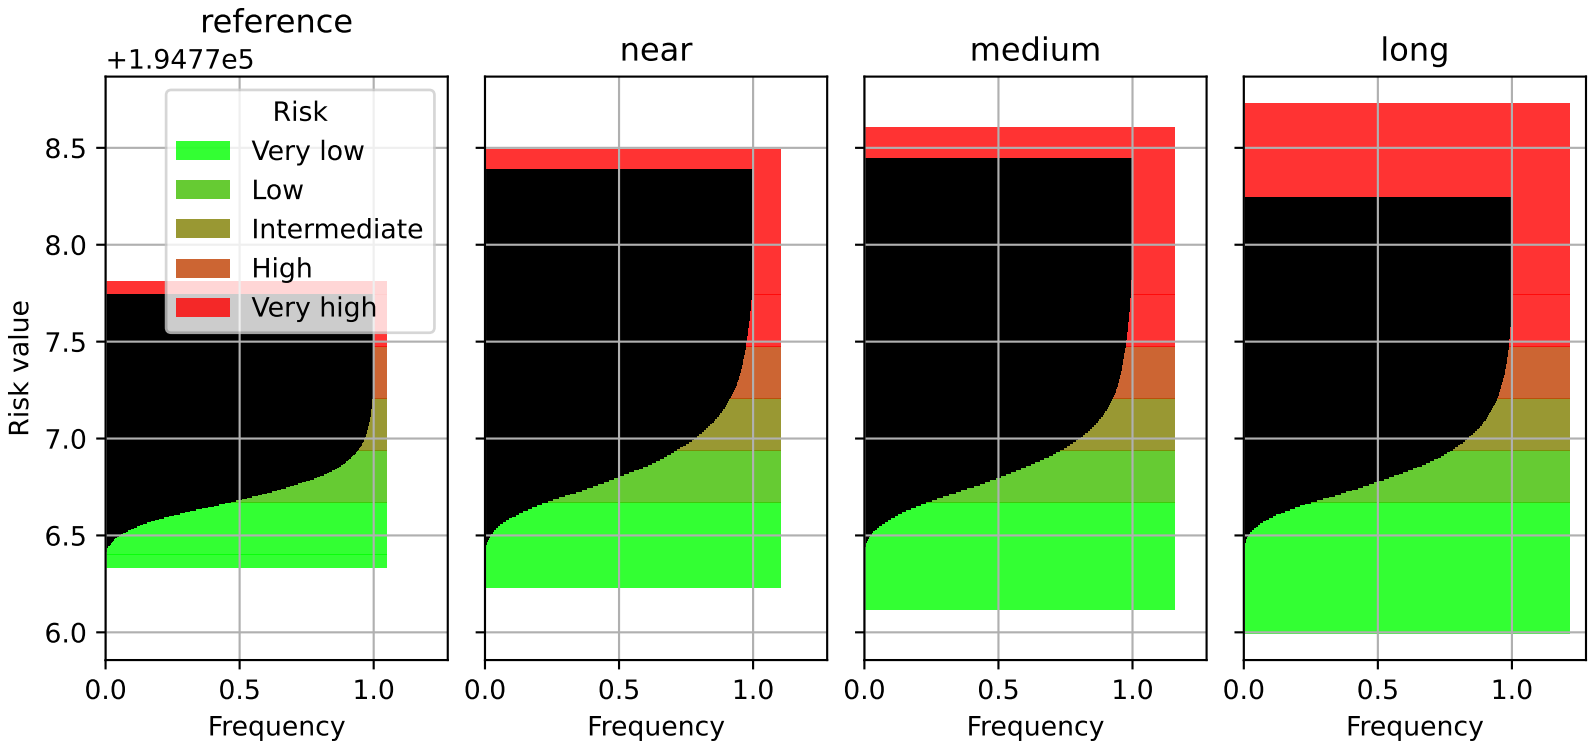 reference
near
medium
long
+1.9477e5
Risk
Very low
Low
Intermediate
High
Very high
Risk value
8.5
8.0
7.5
7.0
6.5
6.0
0.0 0.5 1.0
0.0 0.5 1.0
0.0 0.5 1.0
0.0 0.5 1.0
Frequency
Frequency
Frequency
Frequency